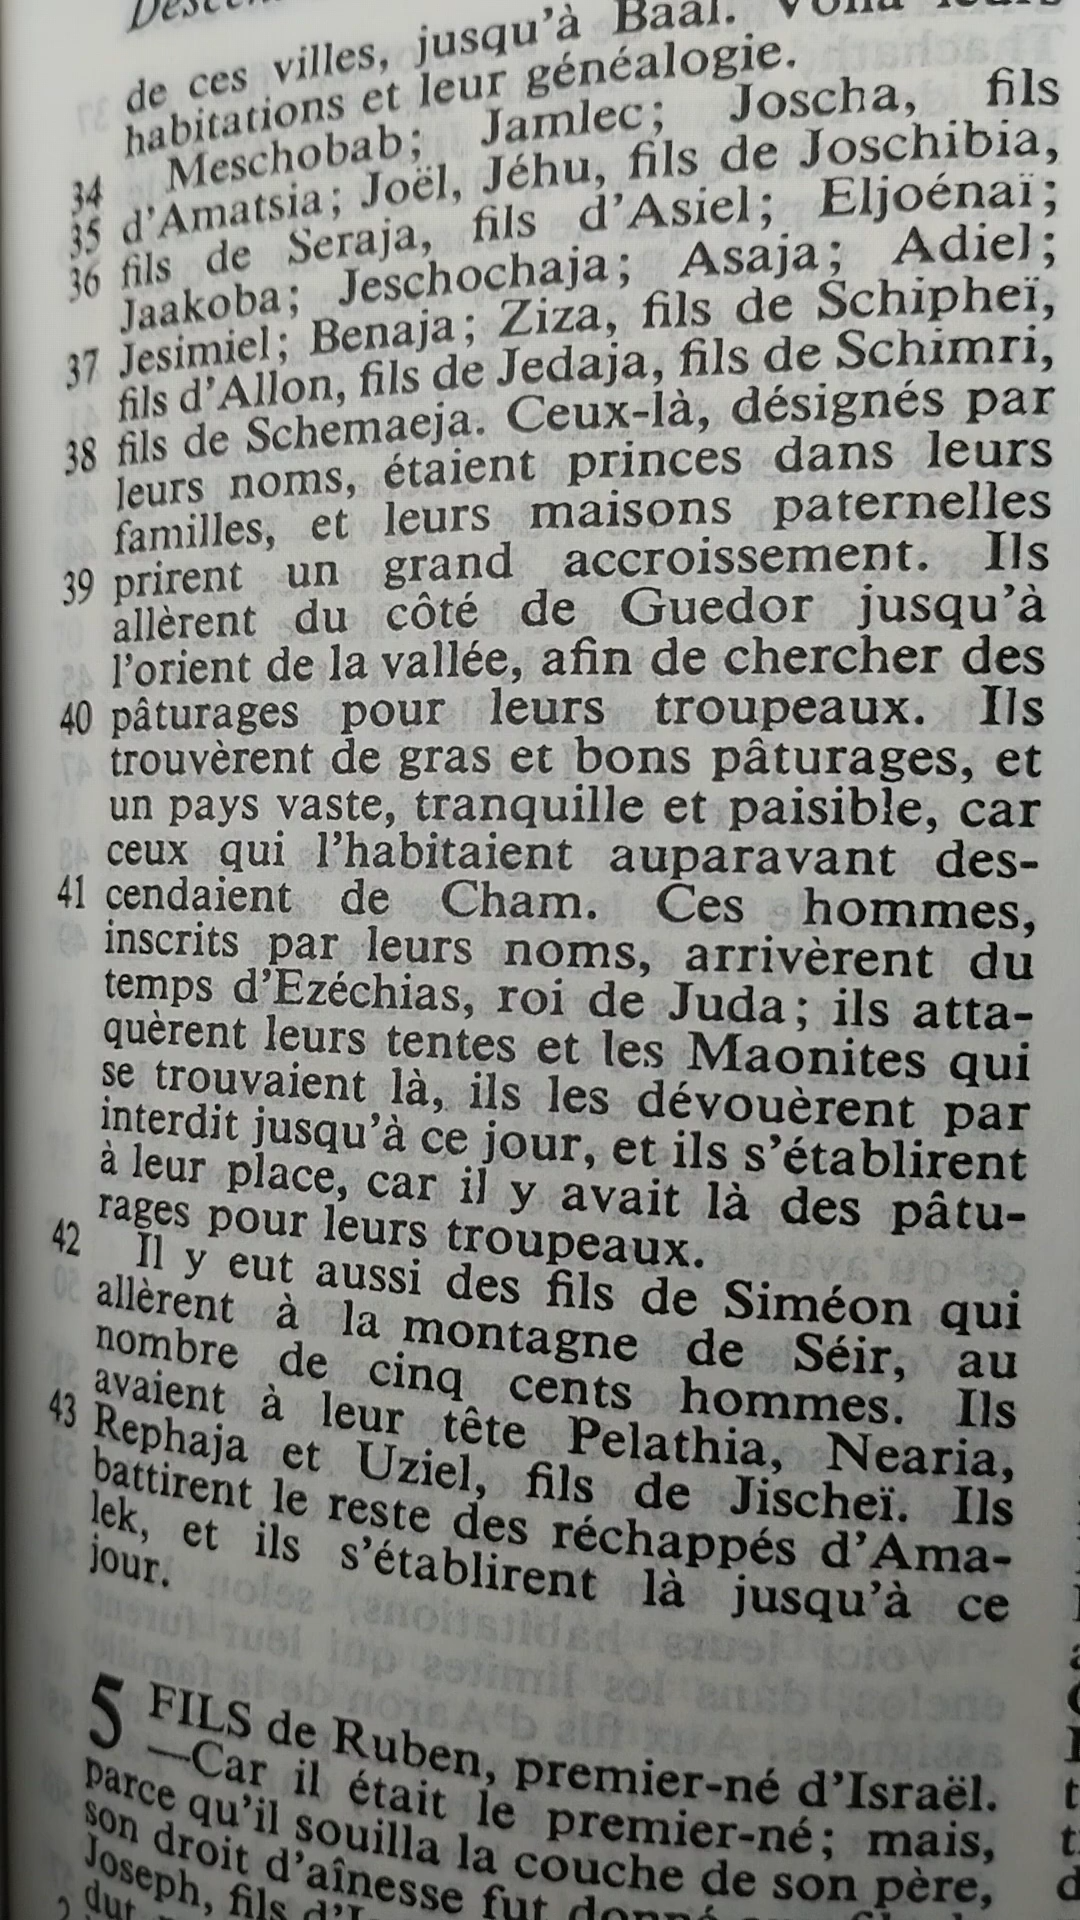 de ces villes, jusqu'à Baal. Voilà leurs
habitations et leur généalogie.
34 Meschobab; Jamlec; Joscha, fils
35 d'Amatsia; Joël, Jéhu, fils de Joschibia,
36 fils de Seraja, fils d'Asiel; Eljoénaï;
Jaakoba; Jeschochaja; Asaja; Adiel;
37 Jesimiel; Benaja; Ziza, fils de Schipheï,
fils d'Allon, fils de Jedaja, fils de Schimri,
38 fils de Schemaeja. Ceux-là, désignés par
leurs noms, étaient princes dans leurs
familles, et leurs maisons paternelles
39 prirent un grand accroissement. Ils
allèrent du côté de Guedor jusqu'à
l'orient de la vallée, afin de chercher des
40 pâturages pour leurs troupeaux. Ils
trouvèrent de gras et bons pâturages, et
un pays vaste, tranquille et paisible, car
ceux qui l'habitaient auparavant des-
41 cendaient de Cham. Ces hommes,
inscrits par leurs noms, arrivèrent du
temps d'Ezéchias, roi de Juda; ils atta-
quèrent leurs tentes et les Maonites qui
se trouvaient là, ils les dévouèrent par
interdit jusqu'à ce jour, et ils s'établirent
à leur place, car il y avait là des pâtu-
rages pour leurs troupeaux.
42 Il y eut aussi des fils de Siméon qui
allèrent à la montagne de Séir, au
nombre de cinq cents hommes. Ils
avaient à leur tête Pelathia, Nearia,
43 Rephaja et Uziel, fils de Jischeï. Ils
battirent le reste des réchappés d'Ama-
lek, et ils s'établirent là jusqu'à ce
jour.
5 FILS de Ruben, premier-né d'Israël.
—Car il était le premier-né; mais,
parce qu'il souilla la couche de son père,
son droit d'aînesse fut donné
Joseph, fils
2 dut